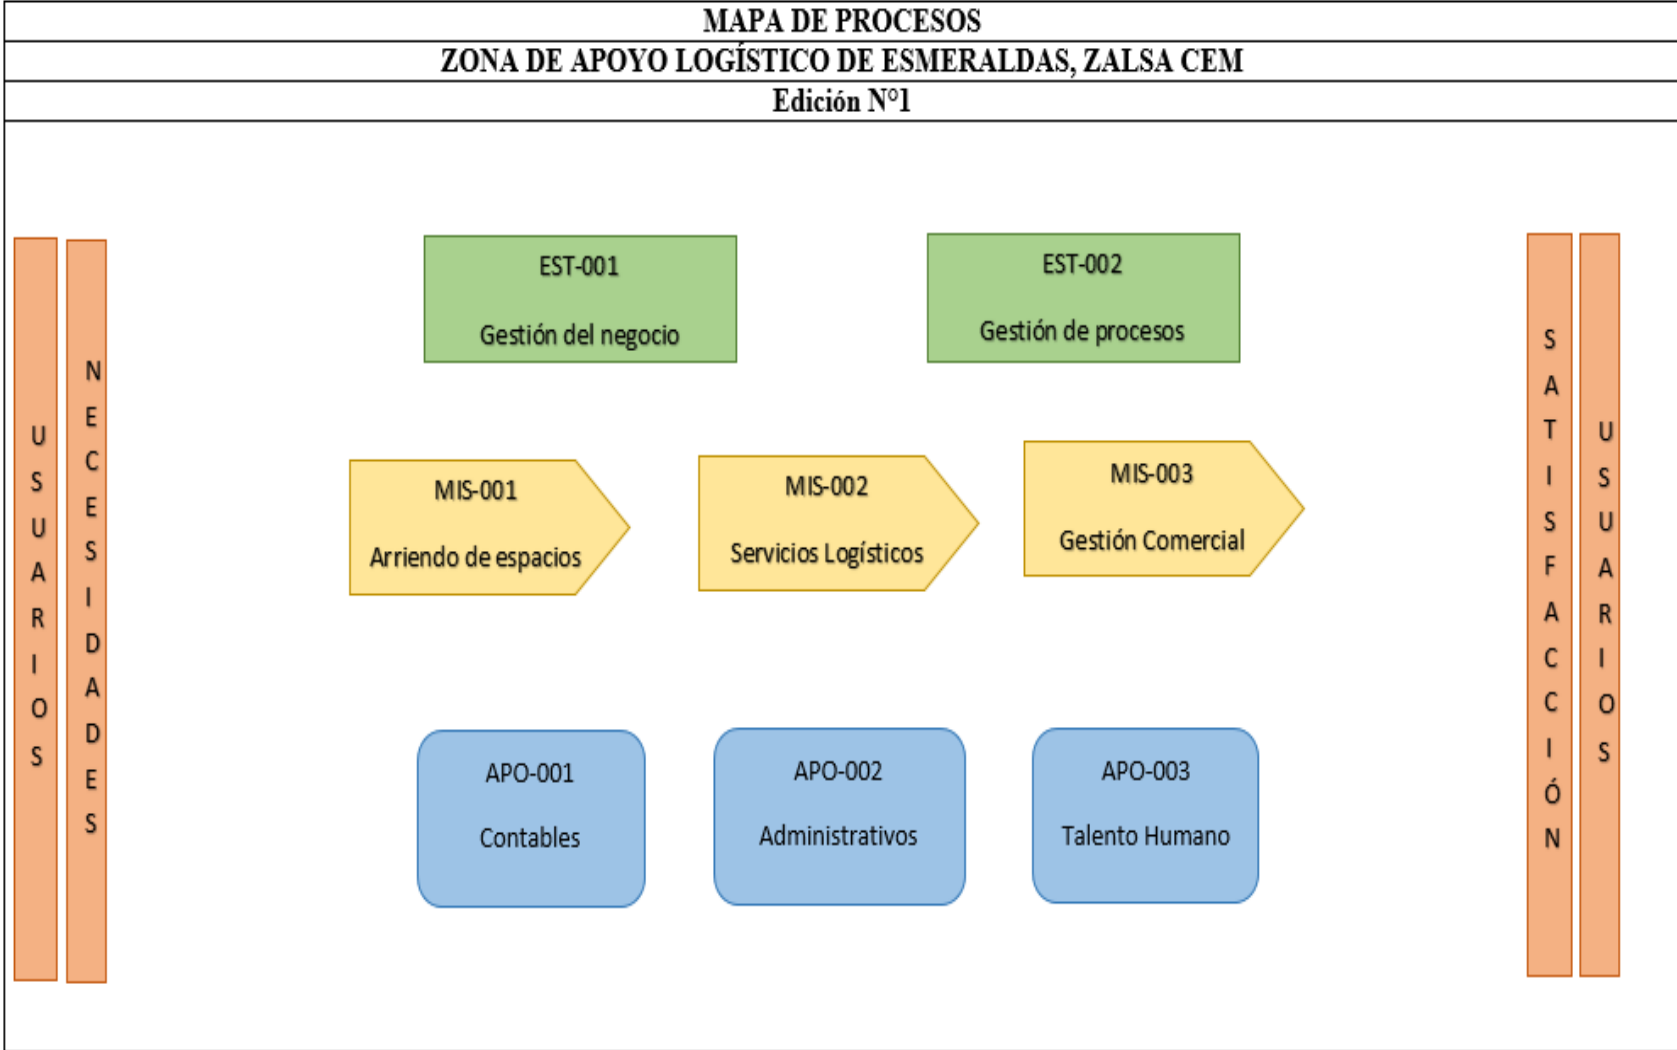 MAPA DE PROCESOS
ZONA DE APOYO LOGÍSTICO DE ESMERALDAS, ZALSA CEM
Edición N°1
USUARIOS
NECESIDADES
EST-001
Gestión del negocio
EST-002
Gestión de procesos
MIS-001
Arriendo de espacios
MIS-002
Servicios Logísticos
MIS-003
Gestión Comercial
APO-001
Contables
APO-002
Administrativos
APO-003
Talento Humano
SATISFACCIÓN
USUARIOS